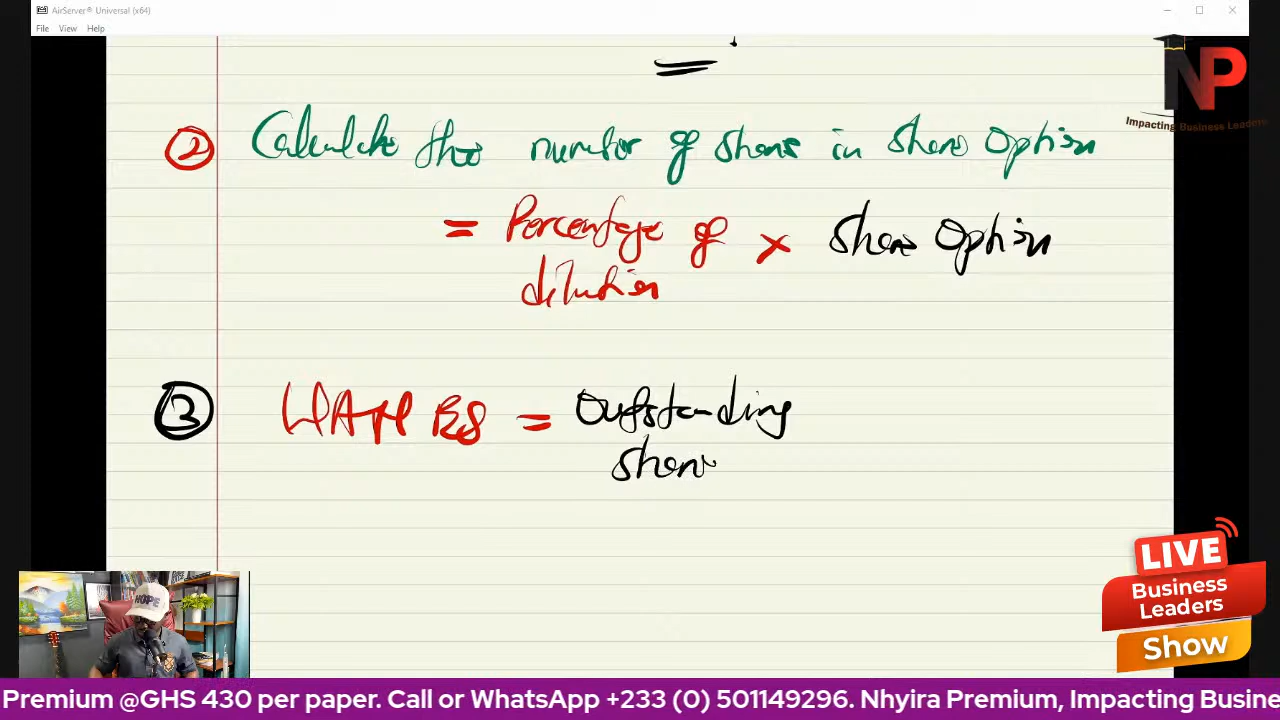 AirServer® Universal (x64)
File View Help
NP
Impacting Business Leaders
② Calculate the number of shares in share Option
= Percentage of dilution × Share Option
③ = Outstanding
shares
HOPE
LIVE
Business
Leaders
Show
Premium @GHS 430 per paper. Call or WhatsApp +233 (0) 501149296. Nhyira Premium, Impacting Busine